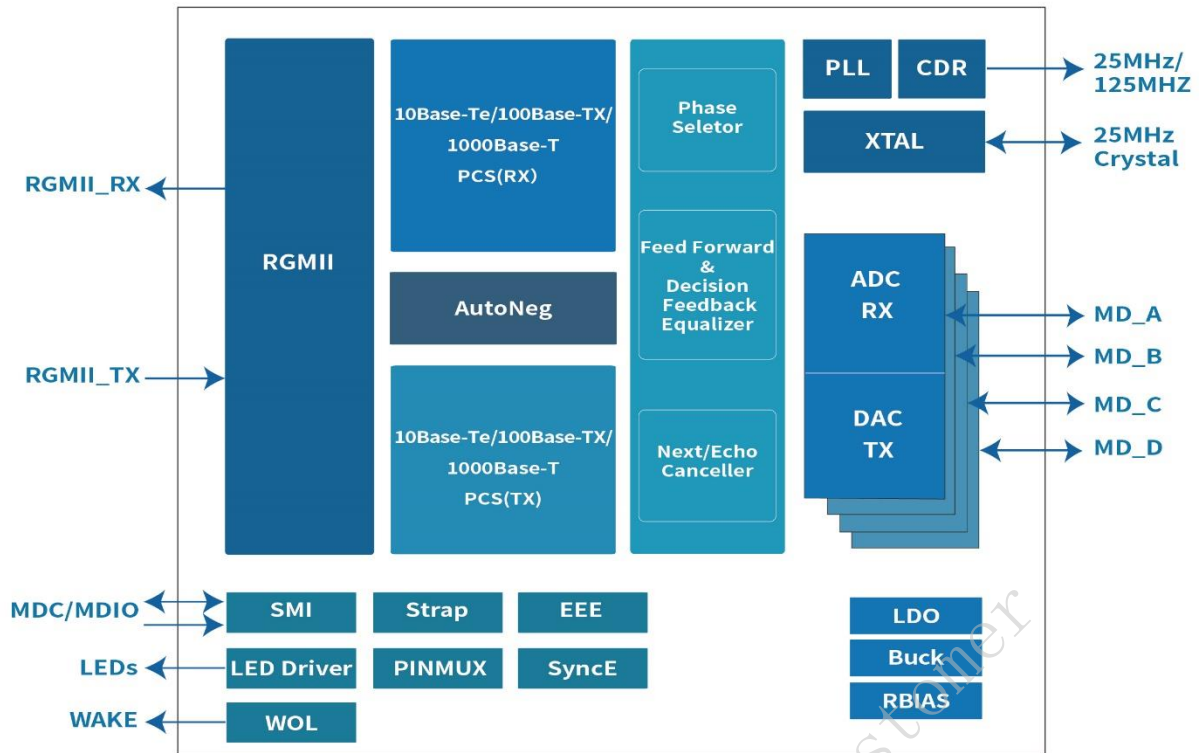 PLL
CDR
25MHz/
125MHZ
10Base-Te/100Base-TX/
1000Base-T
PCS(RX)
Phase
Seletor
XTAL
25MHz
Crystal
RGMII_RX
RGMII
Feed Forward
&
Decision
Feedback
Equalizer
ADC
RX
AutoNeg
MD_A
MD_B
RGMII_TX
10Base-Te/100Base-TX/
1000Base-T
PCS(TX)
Next/Echo
Canceller
DAC
TX
MD_C
MD_D
MDC/MDIO
SMI
Strap
EEE
LDO
LEDs
LED Driver
PINMUX
SyncE
Buck
WAKE
WOL
RBIAS